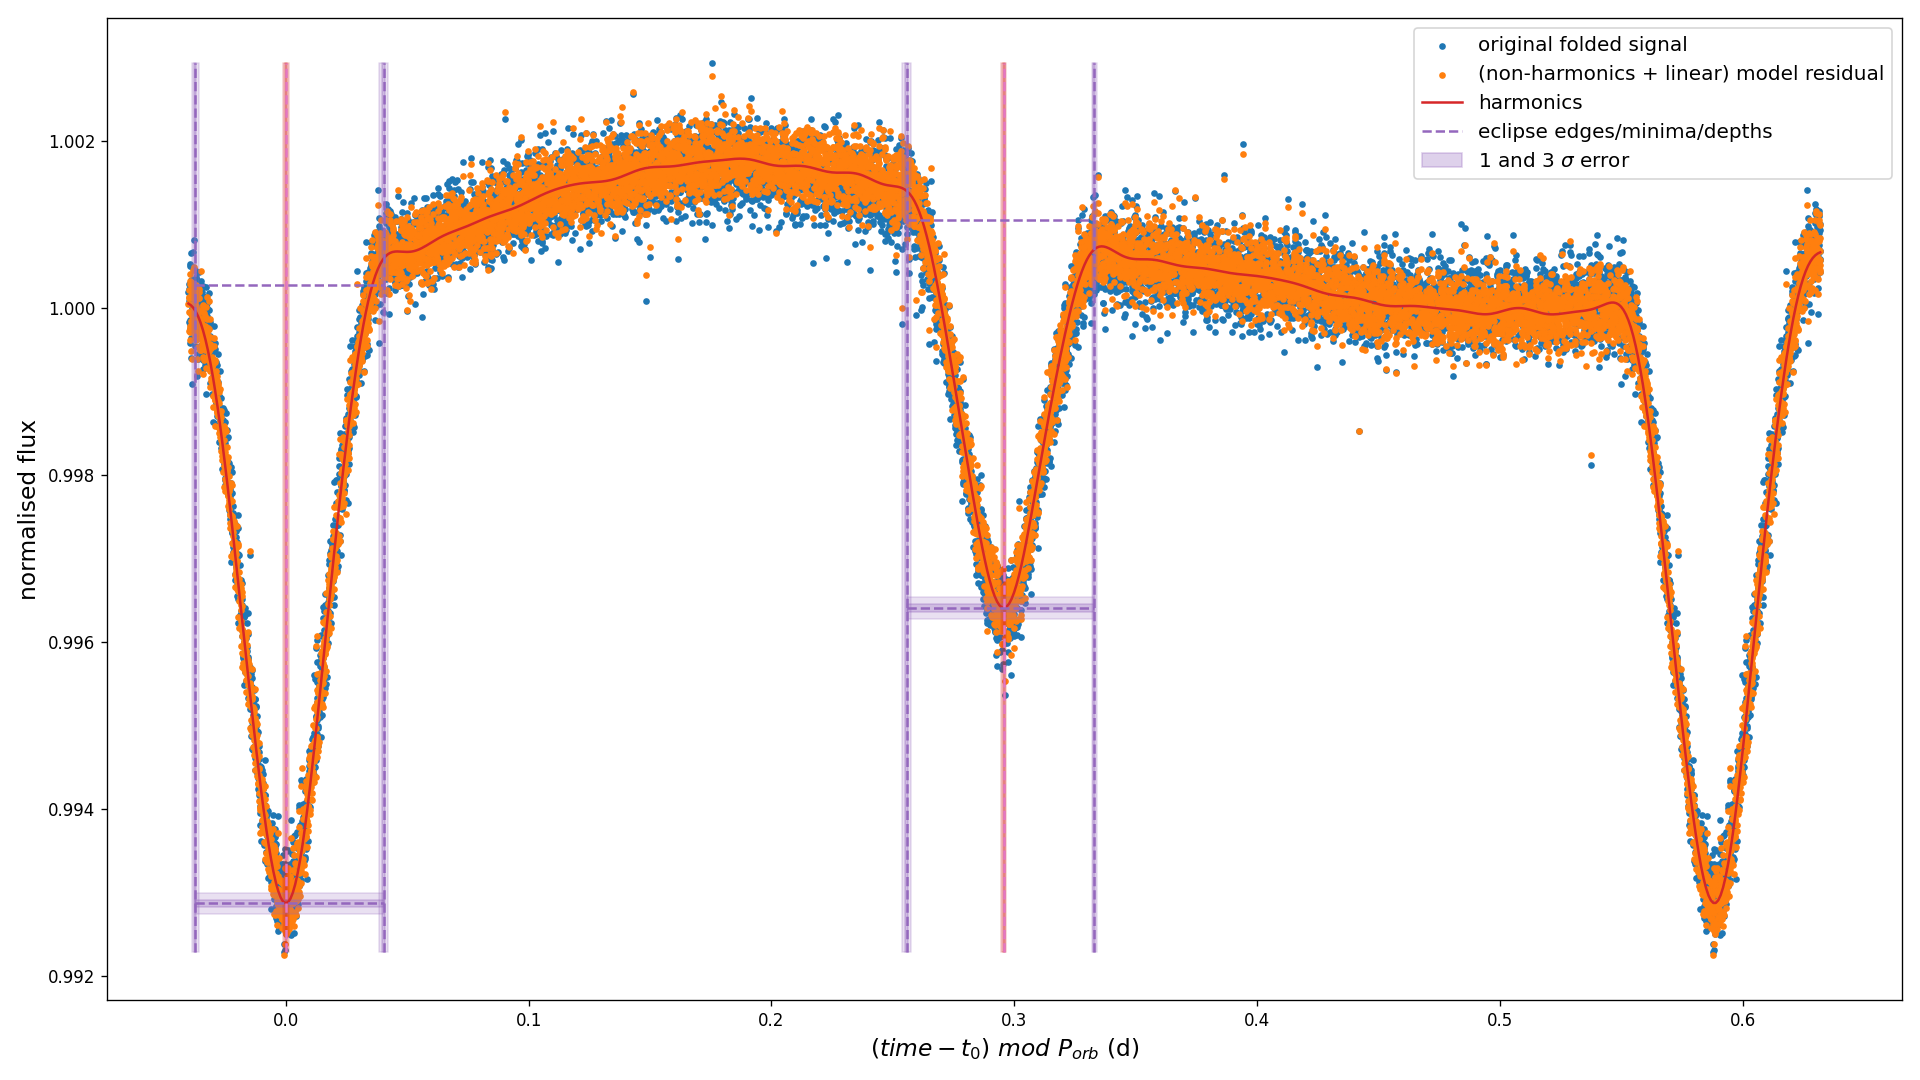 original folded signal
(non-harmonics + linear) model residual
harmonics
eclipse edges/minima/depths
1 and 3 σ error
normalised flux
1.002
1.000
0.998
0.996
0.994
0.992
0.0 0.1 0.2 0.3 0.4 0.5 0.6
(time − t₀) mod Pₒᵣb (d)